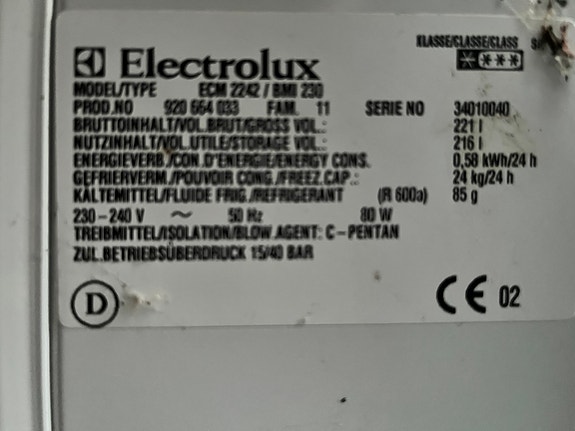 KLASSE/CLASSE/CLASS
Electrolux
MODEL/TYPE ECM 2242 / BMI 230
PROD.NO 920 664 033 FAM. 11 SERIE NO 34010040
BRUTTOINHALT/VOL.BRUT/GROSS VOL.: 221 l
NUTZINHALT/VOL.UTILE/STORAGE VOL.: 216 l
ENERGIEVERB./CON.D'ENERGIE/ENERGY CONS. 0,58 kWh/24 h
GEFRIERVERM./POUVOIR CONG./FREEZ.CAP.: 24 kg/24 h
KÄLTEMITTEL/FLUIDE FRIG./REFRIGERANT (R 600a) 85 g
230-240 V ~ 50 Hz 80 W
TREIBMITTEL/ISOLATION/BLOW.AGENT: C-PENTAN
ZUL.BETRIEBSÜBERDRUCK 15/40 BAR
D CE 02